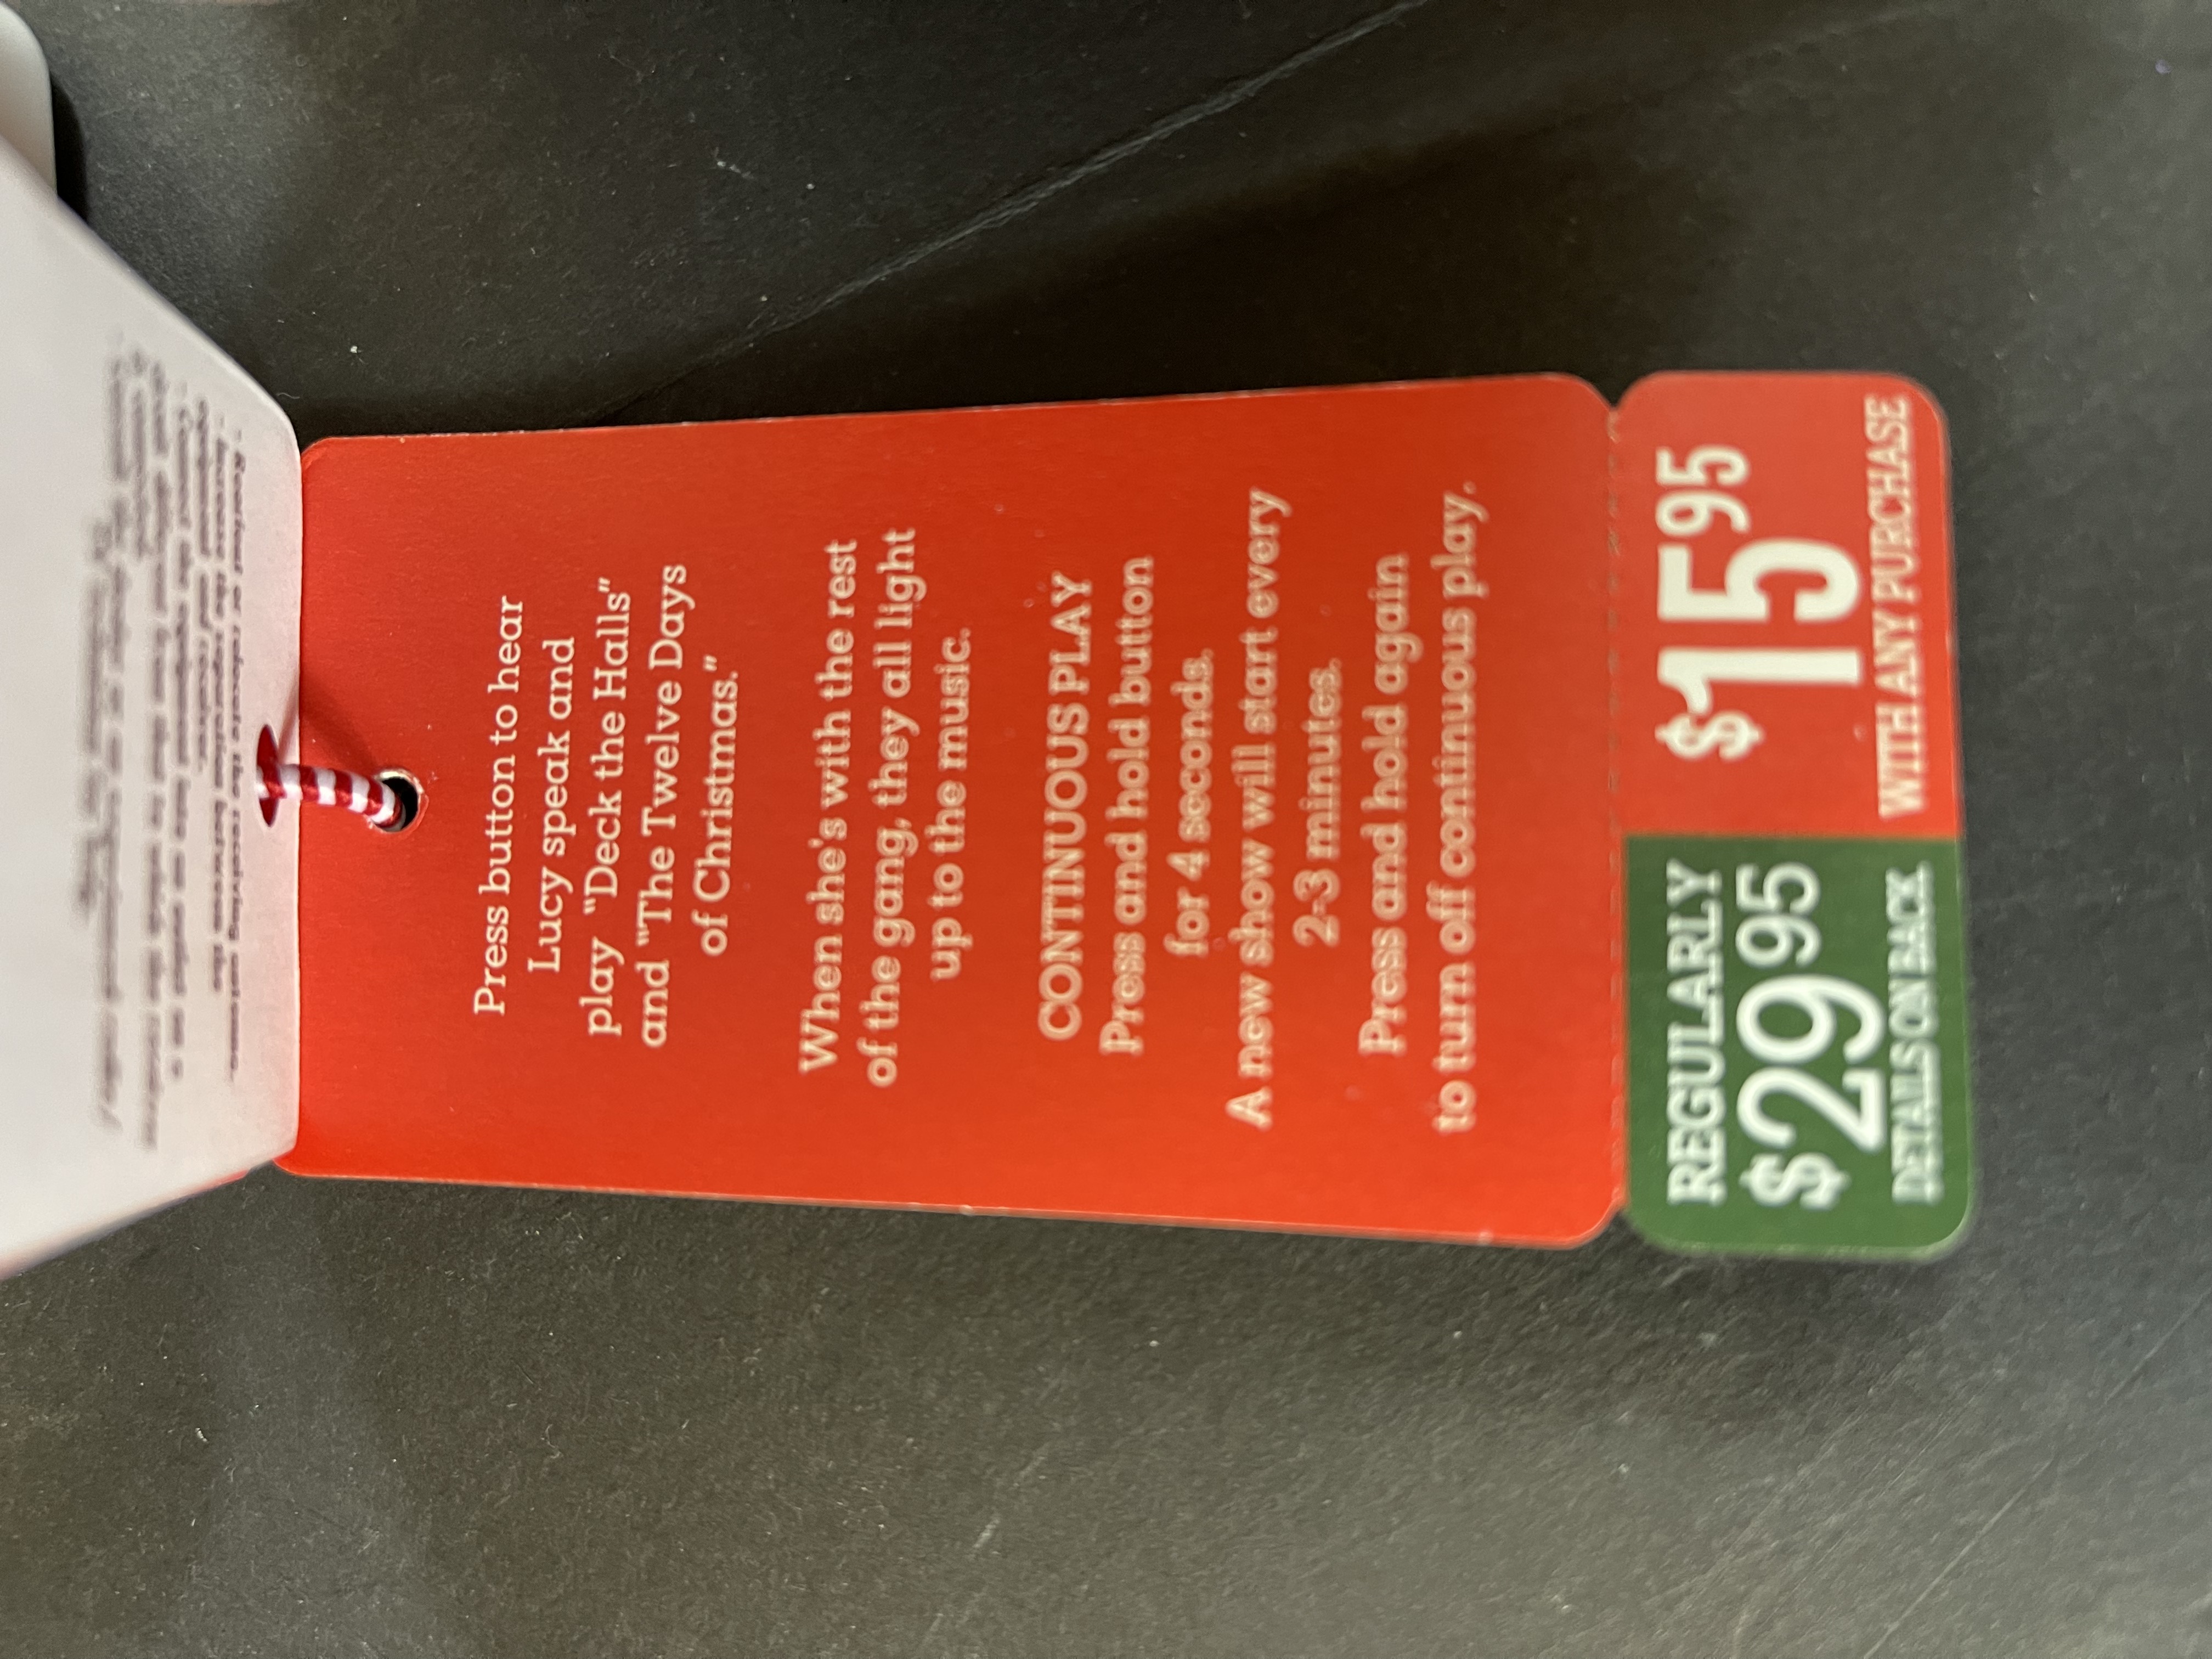 Press button to hear
Lucy speak and
play "Deck the Halls"
and "The Twelve Days
of Christmas."
When she's with the rest
of the gang, they all light
up to the music.
CONTINUOUS PLAY
Press and hold button
for 4 seconds.
A new show will start every
2-3 minutes.
Press and hold again
to turn off continuous play.
REGULARLY
$29 95
DETAILS ON BACK
$15 95
WITH ANY PURCHASE